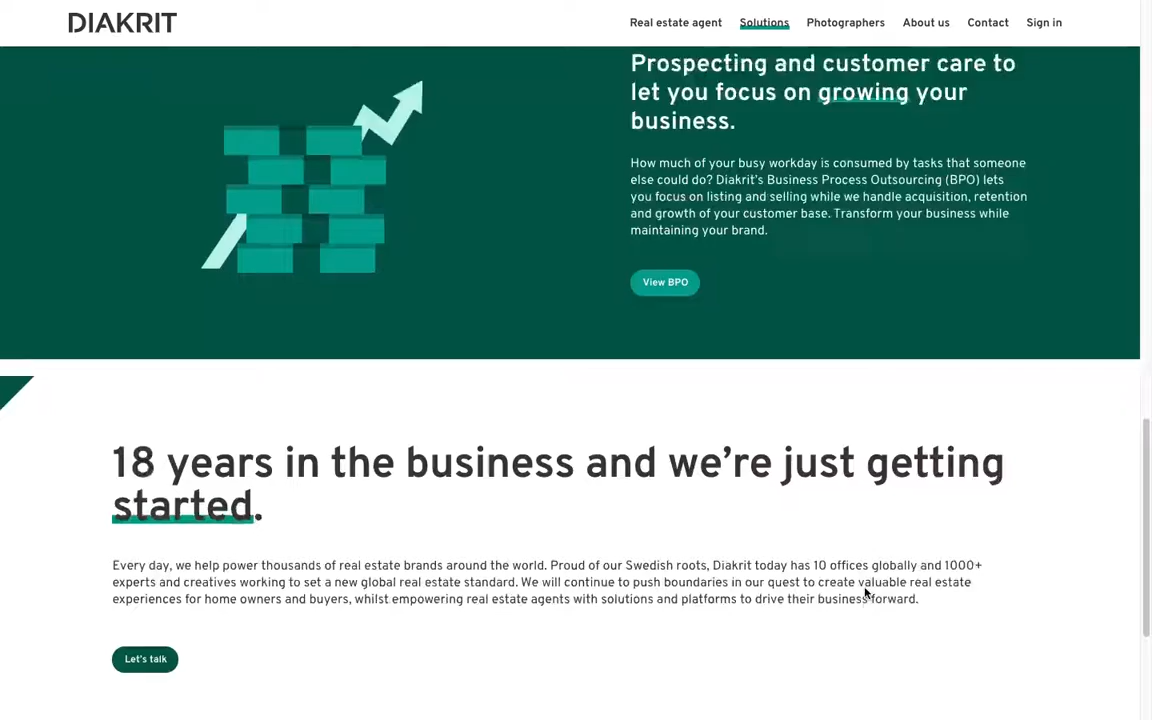 DIAKRIT
Real estate agent Solutions Photographers About us Contact Sign in
Prospecting and customer care to
let you focus on growing your
business.
How much of your busy workday is consumed by tasks that someone
else could do? Diakrit's Business Process Outsourcing (BPO) lets
you focus on listing and selling while we handle acquisition, retention
and growth of your customer base. Transform your business while
maintaining your brand.
View BPO
18 years in the business and we're just getting
started.
Every day, we help power thousands of real estate brands around the world. Proud of our Swedish roots, Diakrit today has 10 offices globally and 1000+
experts and creatives working to set a new global real estate standard. We will continue to push boundaries in our quest to create valuable real estate
experiences for home owners and buyers, whilst empowering real estate agents with solutions and platforms to drive their business forward.
Let's talk